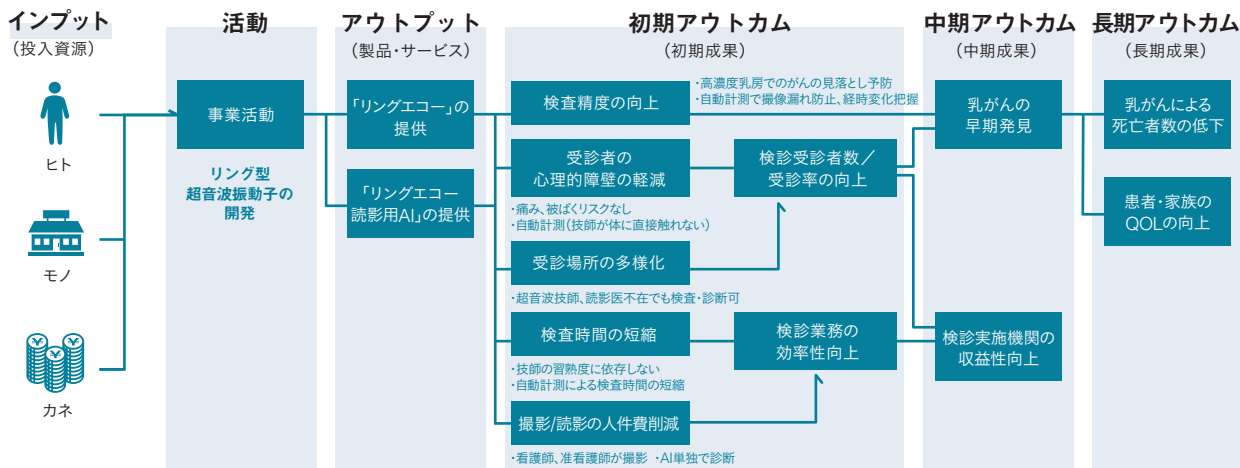 インプット
(投入資源)
ヒト
モノ
カネ
活動
事業活動
リング型
超音波振動子の
開発
アウトプット
(製品・サービス)
「リングエコー」の
提供
「リングエコー
読影用AI」の提供
初期アウトカム
(初期成果)
検査精度の向上
・高濃度乳房でのがんの見落とし予防
・自動計測で撮像漏れ防止、経時変化把握
受診者の
心理的障壁の軽減
・痛み、被ばくリスクなし
・自動計測(技師が体に直接触れない)
受診場所の多様化
・超音波技師、読影医不在でも検査・診断可
検診受診者数/
受診率の向上
検査時間の短縮
・技師の習熟度に依存しない
・自動計測による検査時間の短縮
撮影/読影の人件費削減
・看護師、准看護師が撮影 ・AI単独で診断
検診業務の
効率性向上
中期アウトカム
(中期成果)
乳がんの
早期発見
検診実施機関の
収益性向上
長期アウトカム
(長期成果)
乳がんによる
死亡者数の低下
患者・家族の
QOLの向上